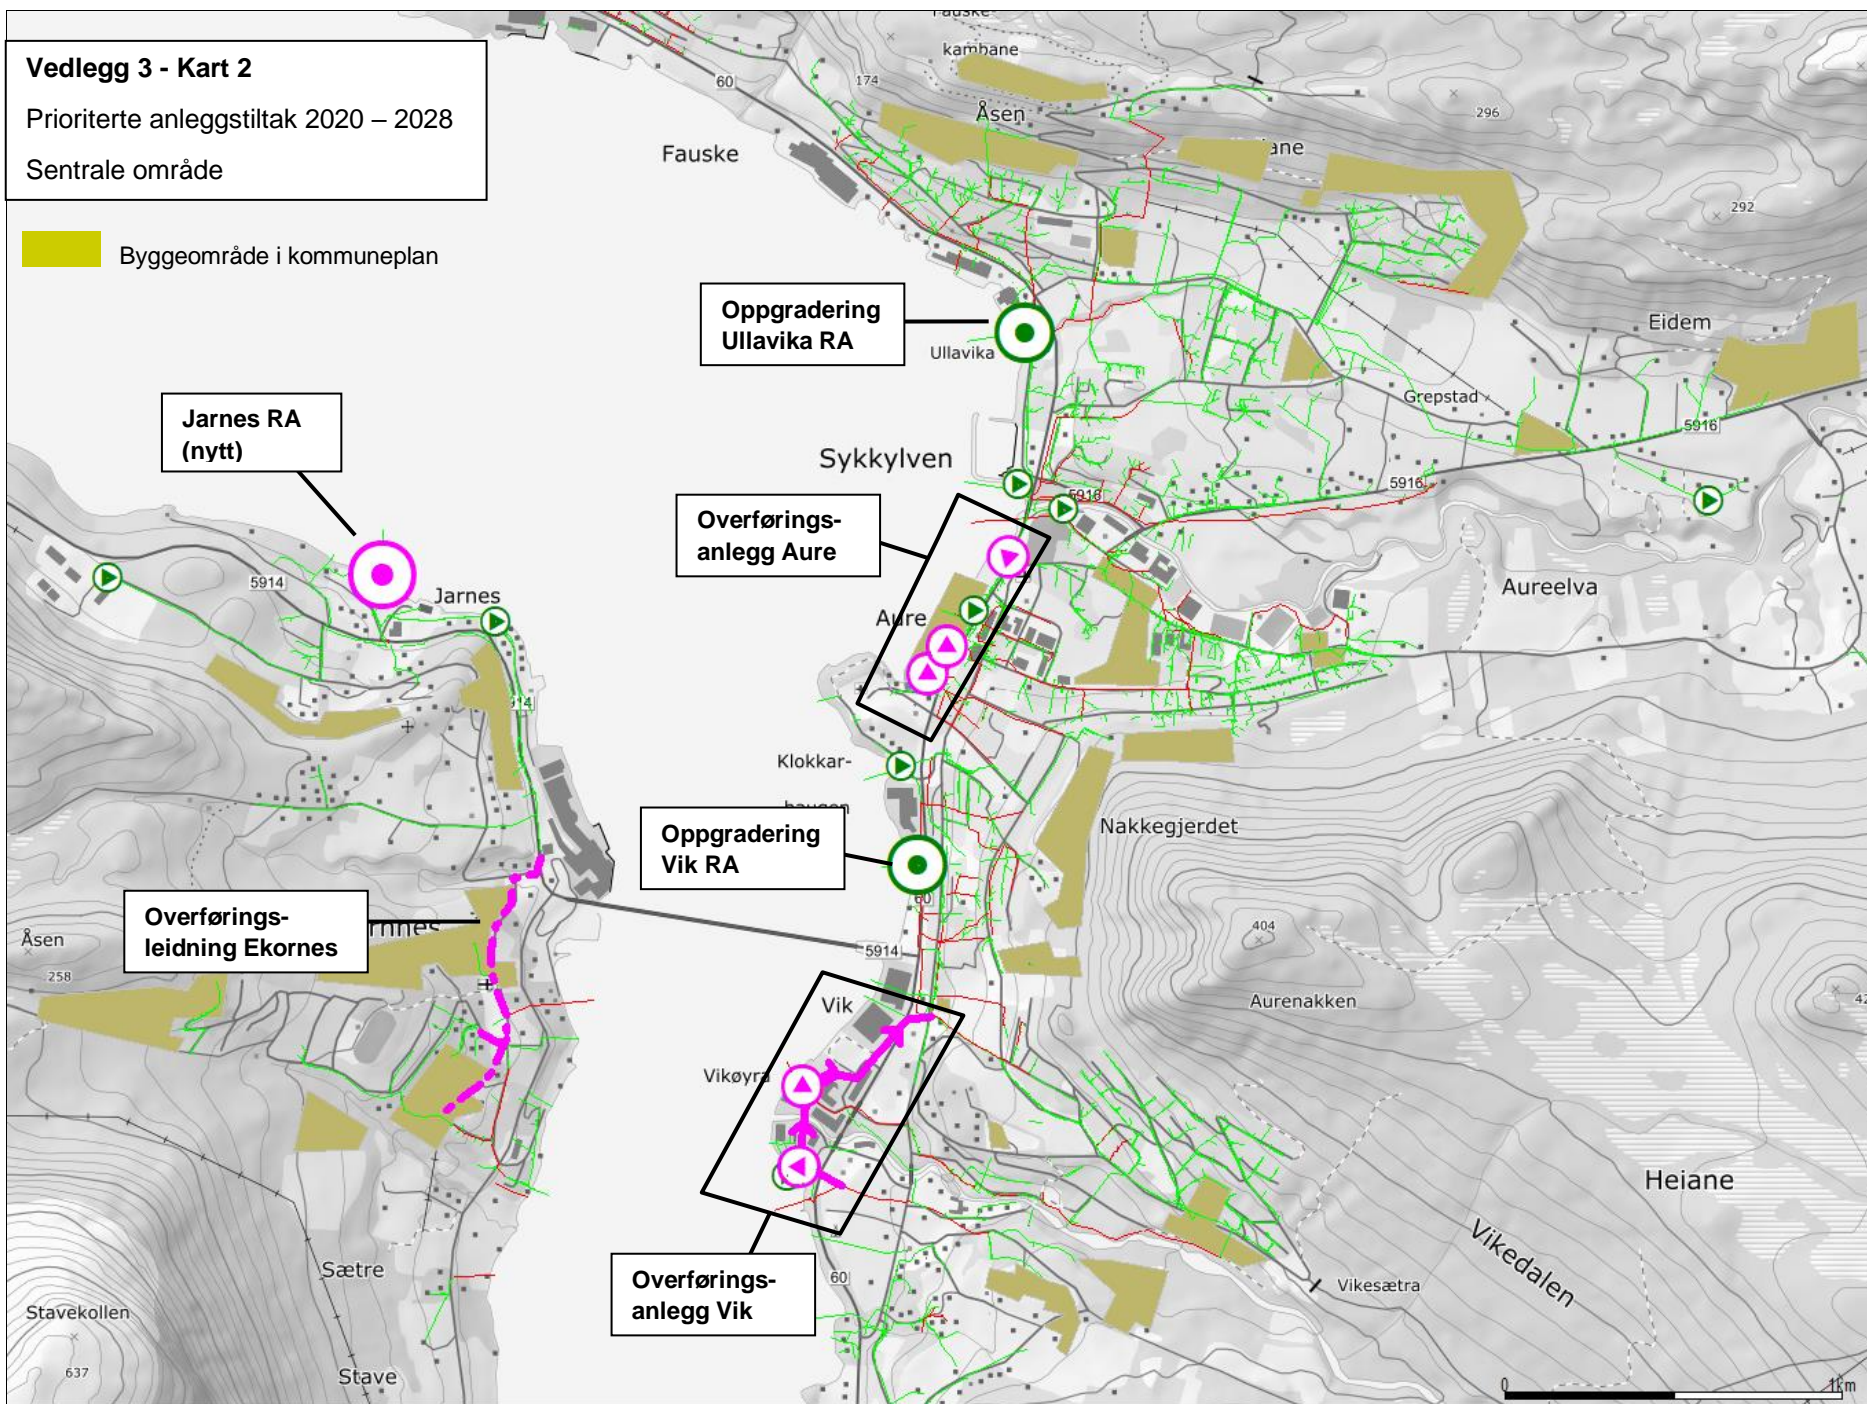 Vedlegg 3 - Kart 2
Prioriterte anleggstiltak 2020 – 2028
Sentrale område
Byggeområde i kommuneplan
kambane
60
174
Åsen
296
Fauske
292
Oppgradering
Ullavika RA
Ullavika
Eidem
Grepstad
5916
Jarnes RA
(nytt)
Sykkylven
5916
5916
Overførings-
anlegg Aure
5914
Jarnes
Aure
Aureelva
Klokkar-
Oppgradering
Vik RA
Nakkegjerdet
60
Overførings-
leidning Ekornes
Åsen
258
5914
404
Vik
Aurenakken
Vikøyra
Heiane
Vikedalen
Overførings-
anlegg Vik
60
Sætre
Vikesætra
Stavekollen
637
Stave
0
1km